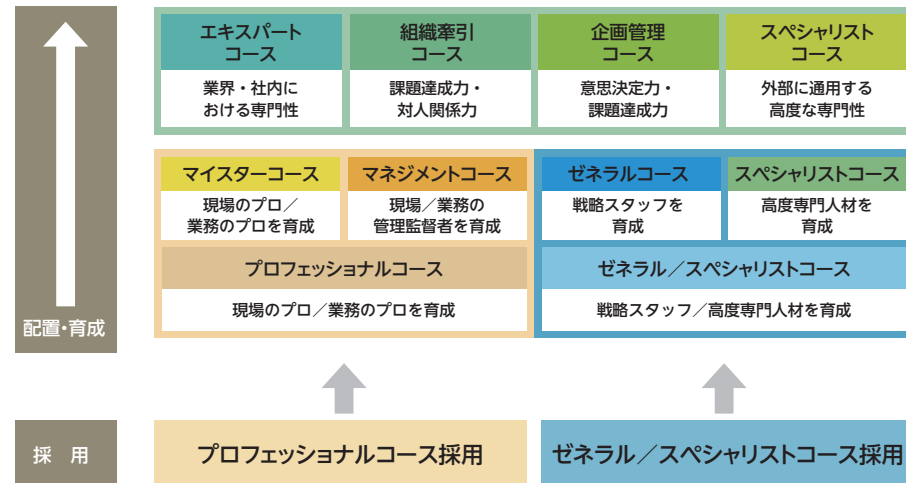 エキスパート
コース
組織牽引
コース
企画管理
コース
スペシャリスト
コース
業界・社内に
おける専門性
課題達成力・
対人関係力
意思決定力・
課題達成力
外部に通用する
高度な専門性
マイスターコース
マネジメントコース
ゼネラルコース
スペシャリストコース
現場のプロ/
業務のプロを育成
現場/業務の
管理監督者を育成
戦略スタッフを
育成
高度専門人材を
育成
プロフェッショナルコース
ゼネラル/スペシャリストコース
現場のプロ/業務のプロを育成
戦略スタッフ/高度専門人材を育成
配置・育成
採 用
プロフェッショナルコース採用
ゼネラル/スペシャリストコース採用